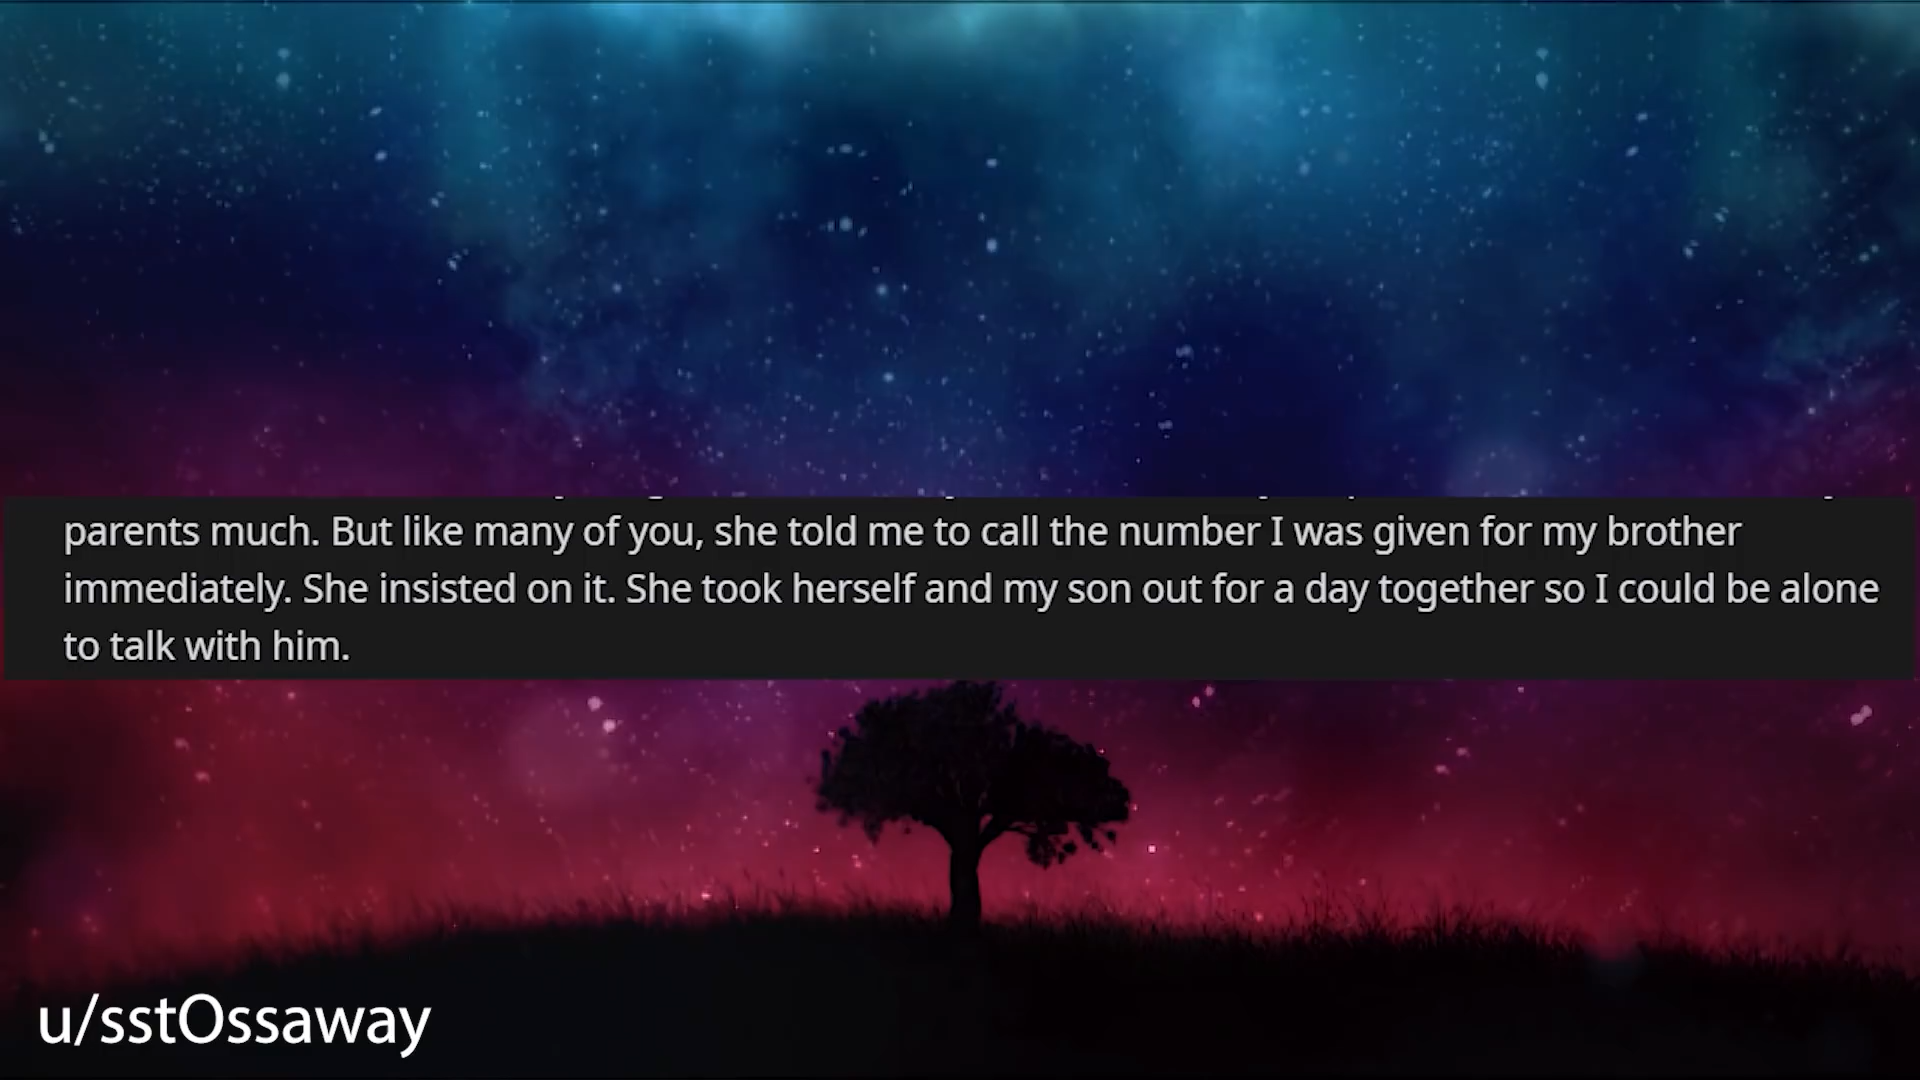 parents much. But like many of you, she told me to call the number I was given for my brother
immediately. She insisted on it. She took herself and my son out for a day together so I could be alone
to talk with him.
u/sstOssaway